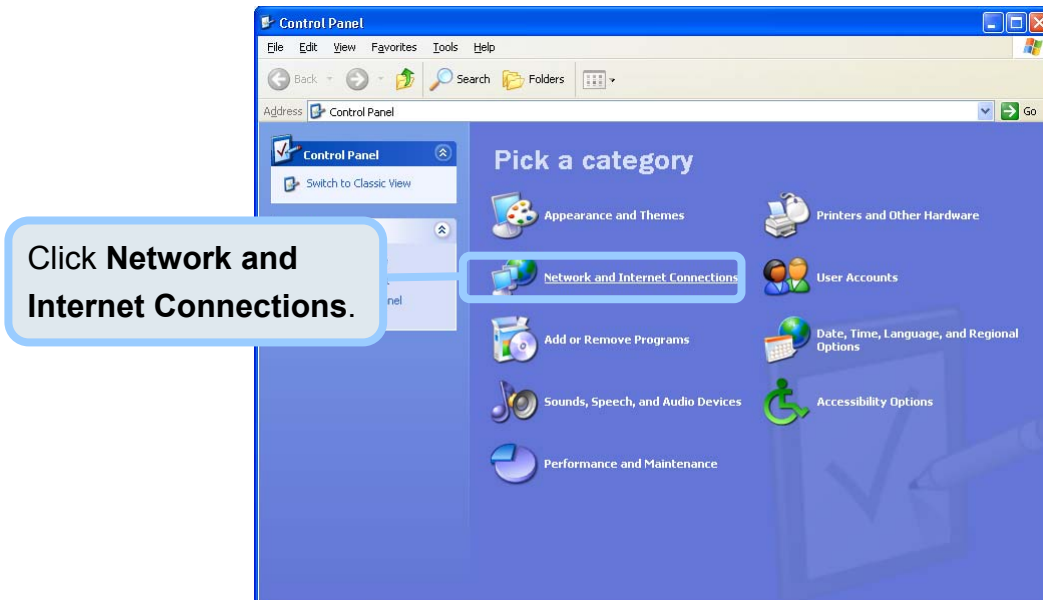 Control Panel
File Edit View Favorites Tools Help
Back Search Folders
Address Control Panel Go
Control Panel
Switch to Classic View
Pick a category
Appearance and Themes
Printers and Other Hardware
Click Network and
Internet Connections.
Network and Internet Connections
User Accounts
Add or Remove Programs
Date, Time, Language, and Regional
Options
Sounds, Speech, and Audio Devices
Accessibility Options
Performance and Maintenance